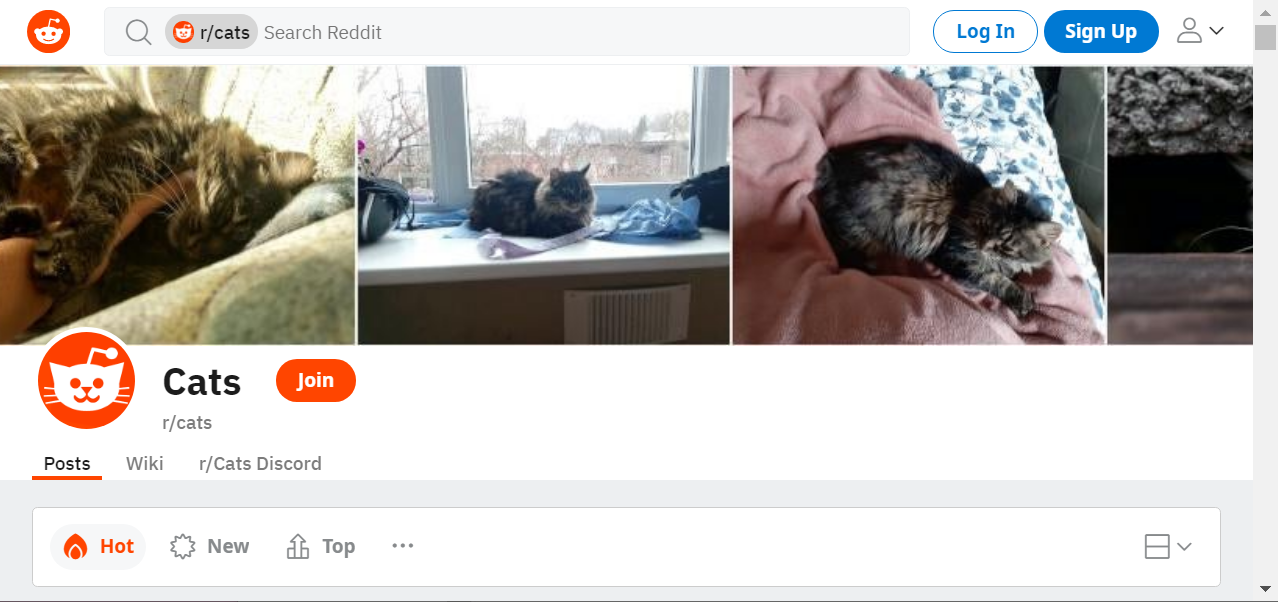 r/cats Search Reddit Log In Sign Up
Cats Join
r/cats
Posts Wiki r/Cats Discord
Hot New Top ...